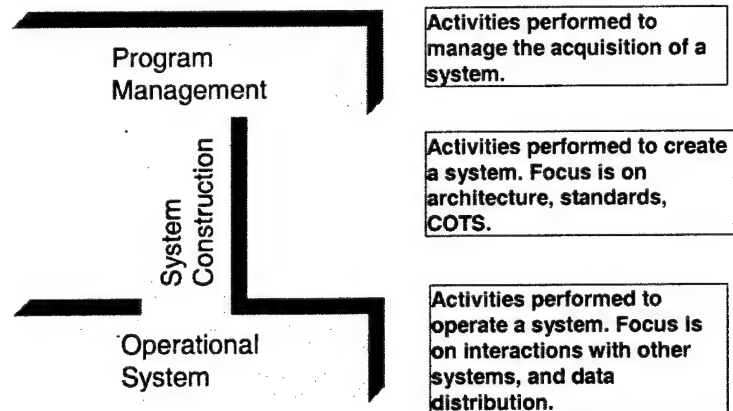 Program
Management
Activities performed to
manage the acquisition of a
system.
System
Construction
Activities performed to create
a system. Focus is on
architecture, standards,
COTS.
Operational
System
Activities performed to
operate a system. Focus is
on interactions with other
systems, and data
distribution.